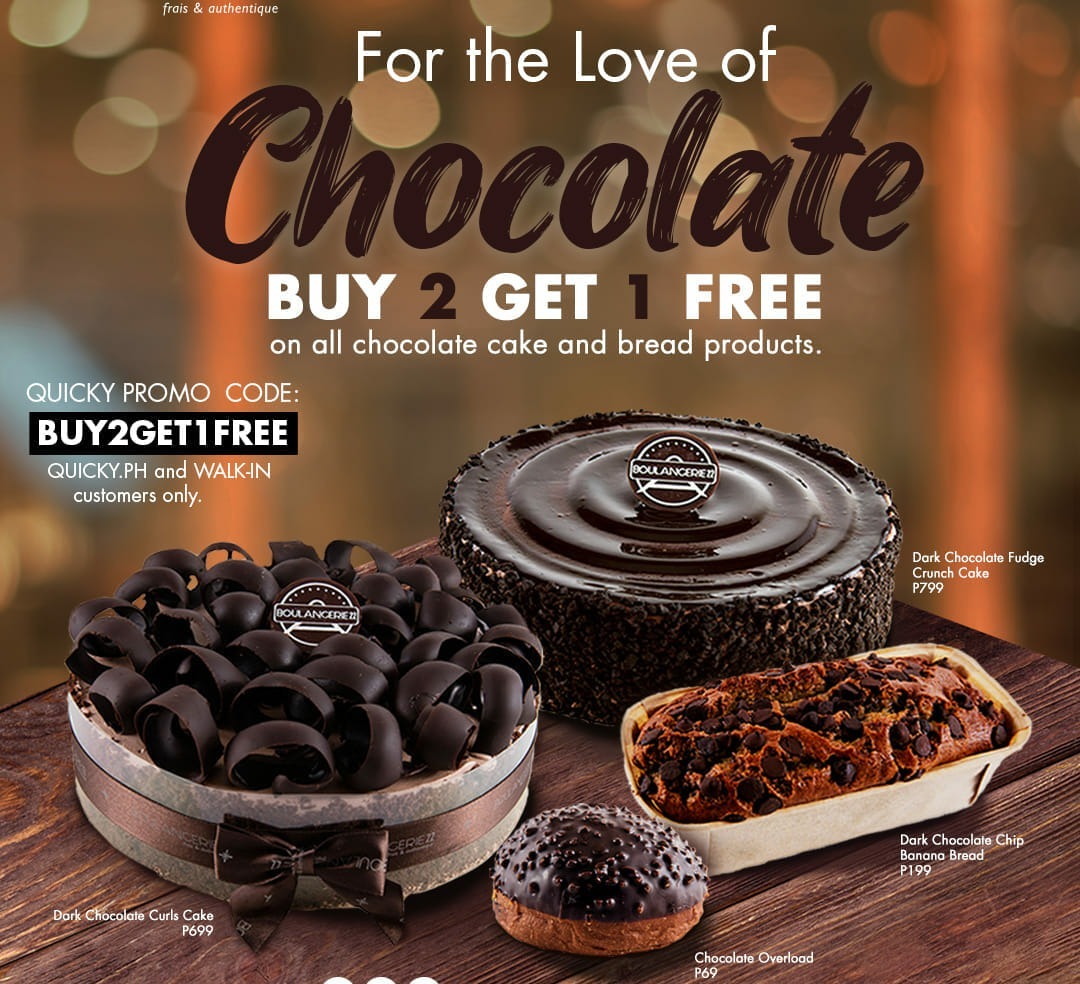 frais & authentique
For the Love of
Chocolate
BUY 2 GET 1 FREE
on all chocolate cake and bread products.
QUICKY PROMO CODE:
BUY2GET1FREE
QUICKY.PH and WALK-IN
customers only.
BOULANGERIE22
Dark Chocolate Fudge
Crunch Cake
P799
BOULANGERIE22
Dark Chocolate Chip
Banana Bread
P199
Dark Chocolate Curls Cake
P699
Chocolate Overload
P69